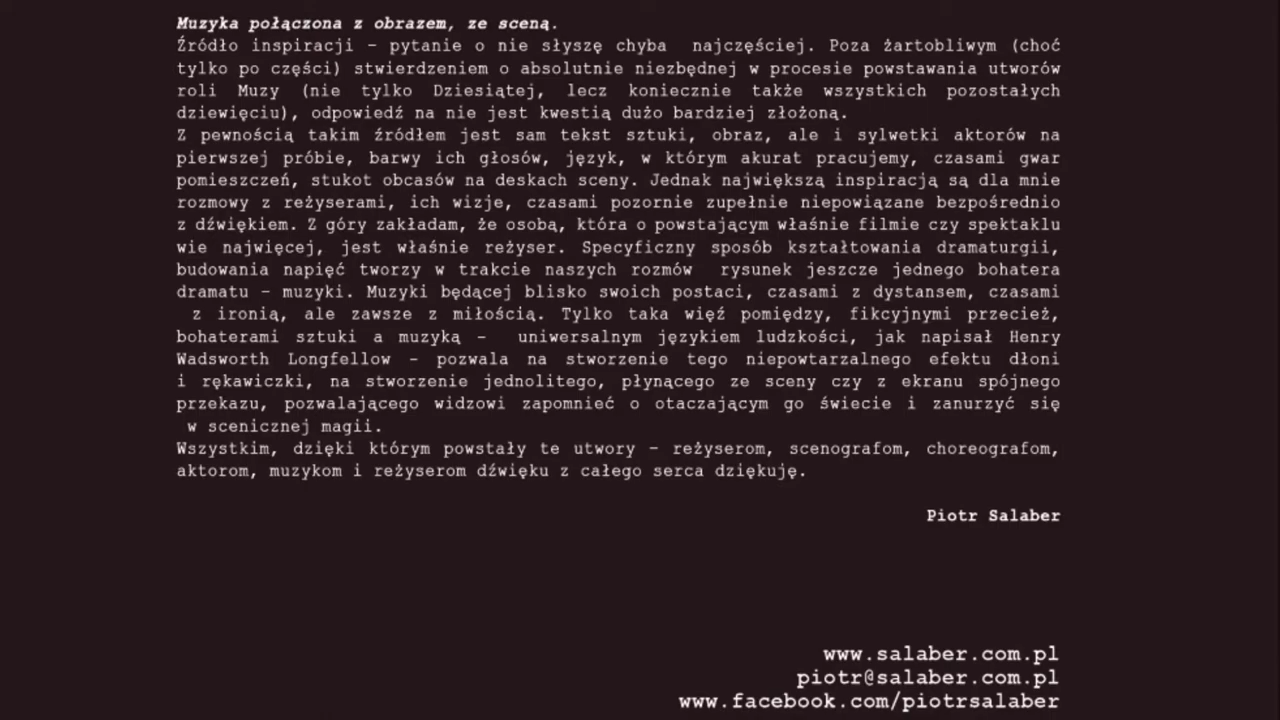 Muzyka połączona z obrazem, ze sceną.
Źródło inspiracji – pytanie o nie słyszę chyba najczęściej. Poza żartobliwym (choć
tylko po części) stwierdzeniem o absolutnie niezbędnej w procesie powstawania utworów
roli Muzy (nie tylko Dziesiątej, lecz koniecznie także wszystkich pozostałych
dziewięciu), odpowiedź na nie jest kwestią dużo bardziej złożoną.
Z pewnością takim źródłem jest sam tekst sztuki, obraz, ale i sylwetki aktorów na
pierwszej próbie, barwy ich głosów, język, w którym akurat pracujemy, czasami gwar
pomieszczeń, stukot obcasów na deskach sceny. Jednak największą inspiracją są dla mnie
rozmowy z reżyserami, ich wizje, czasami pozornie zupełnie niepowiązane bezpośrednio
z dźwiękiem. Z góry zakładam, że osobą, która o powstającym właśnie filmie czy spektaklu
wie najwięcej, jest właśnie reżyser. Specyficzny sposób kształtowania dramaturgii,
budowania napięć tworzy w trakcie naszych rozmów rysunek jeszcze jednego bohatera
dramatu – muzyki. Muzyki będącej blisko swoich postaci, czasami z dystansem, czasami
z ironią, ale zawsze z miłością. Tylko taka więź pomiędzy, fikcyjnymi przecież,
bohaterami sztuki a muzyką – uniwersalnym językiem ludzkości, jak napisał Henry
Wadsworth Longfellow – pozwala na stworzenie tego niepowtarzalnego efektu dłoni
i rękawiczki, na stworzenie jednolitego, płynącego ze sceny czy z ekranu spójnego
przekazu, pozwalającego widzowi zapomnieć o otaczającym go świecie i zanurzyć się
w scenicznej magii.
Wszystkim, dzięki którym powstały te utwory – reżyserom, scenografom, choreografom,
aktorom, muzykom i reżyserom dźwięku z całego serca dziękuję.
Piotr Salaber
www.salaber.com.pl
piotr@salaber.com.pl
www.facebook.com/piotrsalaber